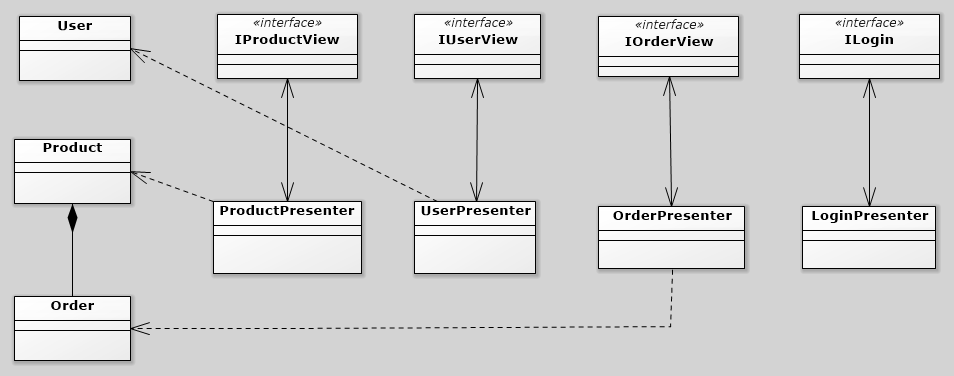 User
«interface»
IProductView
«interface»
IUserView
«interface»
IOrderView
«interface»
ILogin
Product
ProductPresenter
UserPresenter
OrderPresenter
LoginPresenter
Order